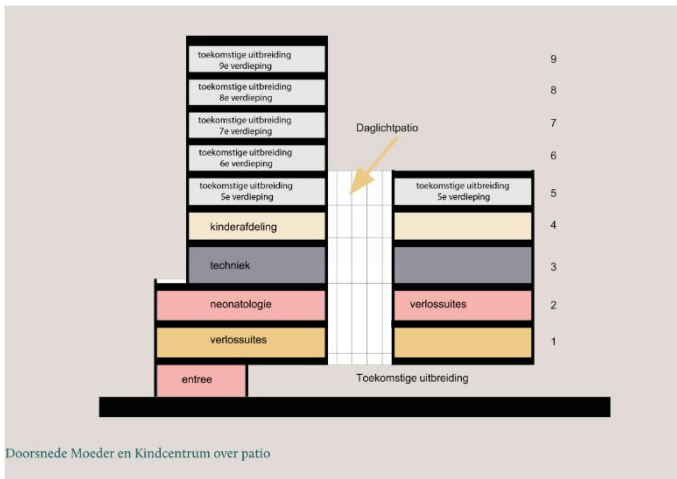 toekomstige uitbreiding
9e verdieping
9
toekomstige uitbreiding
8e verdieping
8
toekomstige uitbreiding
7e verdieping
7
Daglichtpatio
toekomstige uitbreiding
6e verdieping
6
toekomstige uitbreiding
5e verdieping
toekomstige uitbreiding
5e verdieping
5
kinderafdeling
4
techniek
3
neonatologie
verlossuites
2
verlossuites
1
entree
Toekomstige uitbreiding
Doorsnede Moeder en Kindcentrum over patio